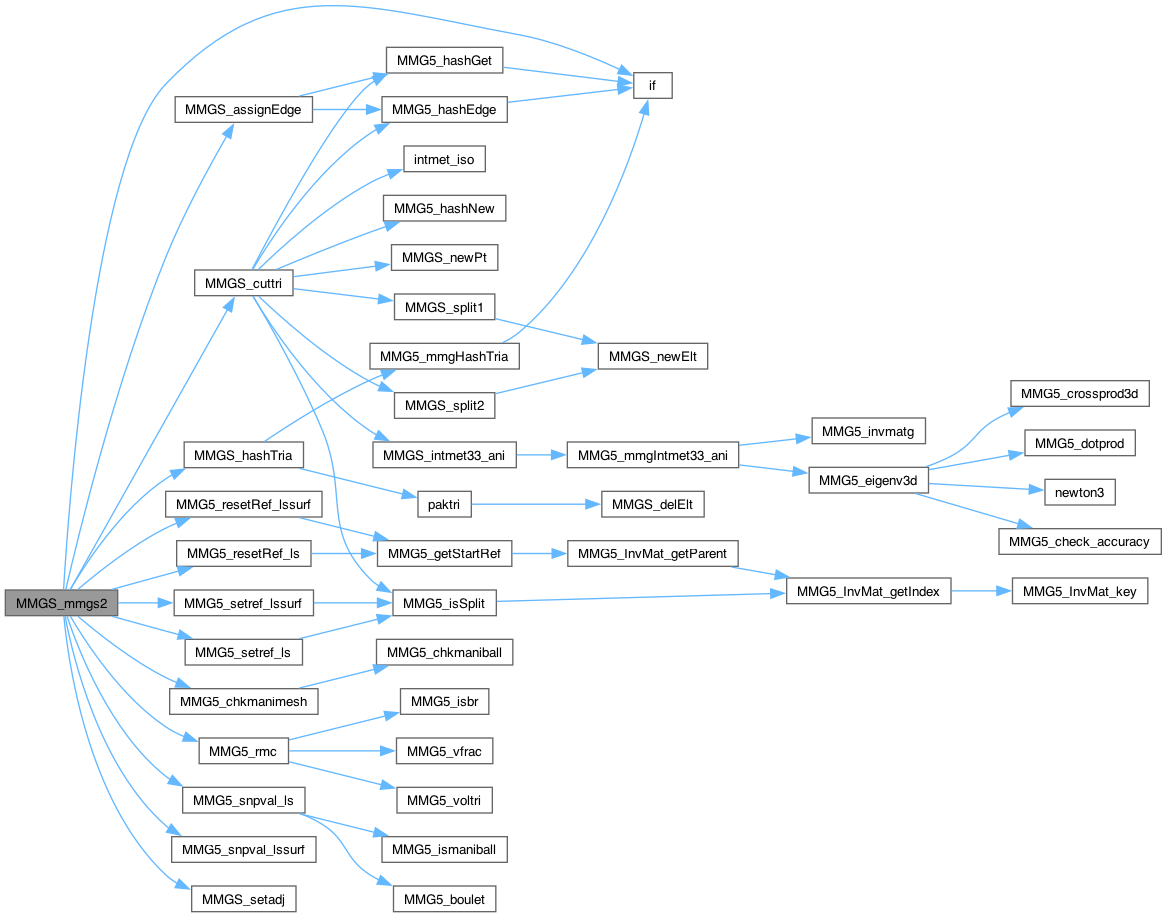 MMGS_mmgs2
MMGS_assignEdge
MMGS_cuttri
MMGS_hashTria
MMG5_resetRef_lssurf
MMG5_resetRef_ls
MMG5_setref_lssurf
MMG5_setref_ls
MMG5_chkmanimesh
MMG5_rmc
MMG5_snpval_ls
MMG5_snpval_lssurf
MMGS_setadj
MMG5_hashGet
MMG5_hashEdge
intmet_iso
MMG5_hashNew
MMGS_newPt
MMGS_split1
MMG5_mmgHashTria
MMGS_split2
MMGS_intmet33_ani
paktri
MMG5_getStartRef
MMG5_isSplit
MMG5_chkmaniball
MMG5_isbr
MMG5_vfrac
MMG5_voltri
MMG5_ismaniball
MMG5_boulet
if
MMGS_newElt
MMG5_mmgIntmet33_ani
MMGS_delElt
MMG5_InvMat_getParent
MMG5_invmatg
MMG5_eigenv3d
MMG5_InvMat_getIndex
MMG5_crossprod3d
MMG5_dotprod
newton3
MMG5_check_accuracy
MMG5_InvMat_key